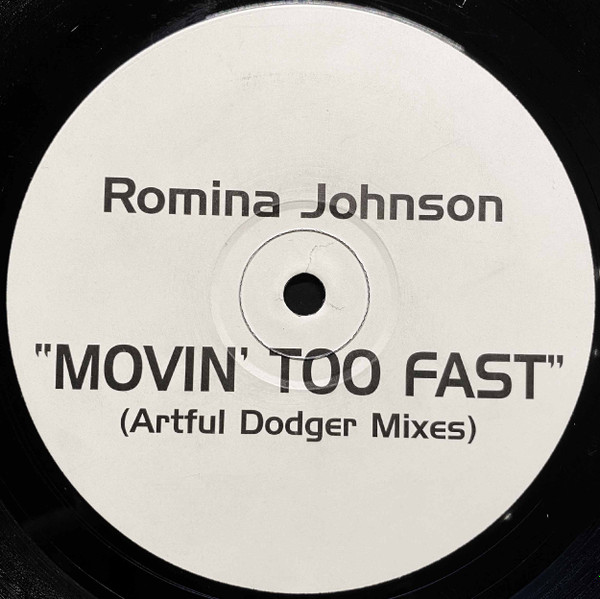 Romina Johnson
"MOVIN' TOO FAST"
(Artful Dodger Mixes)